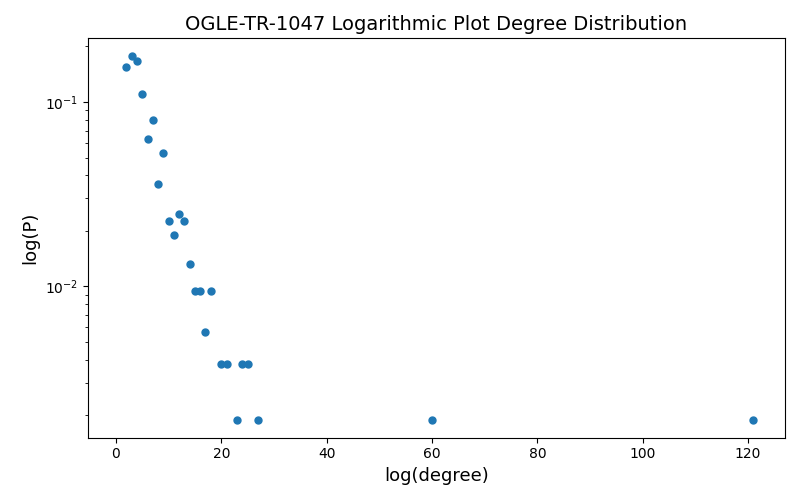 OGLE-TR-1047 Logarithmic Plot Degree Distribution
log(P)
10⁻¹
10⁻²
0 20 40 60 80 100 120
log(degree)